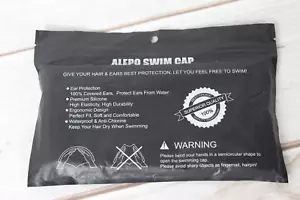 ALEPO SWIM CAP
GIVE YOUR HAIR & EARS BEST PROTECTION, LET YOU FEEL FREE TO SWIM!
• Ear Protection
100% Covered Ears, Protect Ears From Water
• Premium Silicone
High Elasticity, High Durability
• Ergonomic Design
Perfect Fit, Soft and Comfortable
• Waterproof & Anti-Chlorine
Keep Your Hair Dry When Swimming
SUPERIOR QUALITY
100%
WARNING
Please bend your hands in a semicircular shape to
open the swimming cap.
Please avoid sharp objects as fingernail, hairpin!